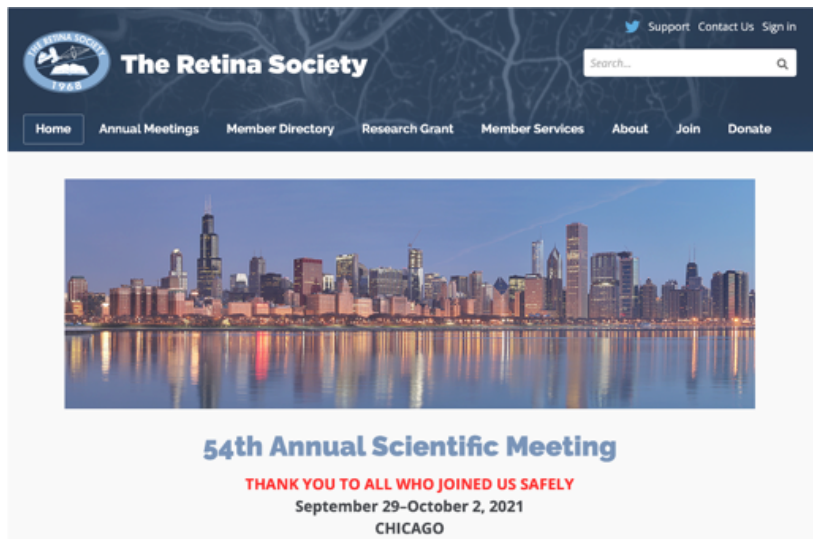 Support Contact Us Sign in
THE RETINA SOCIETY
1968
The Retina Society
Search...
Home Annual Meetings Member Directory Research Grant Member Services About Join Donate
54th Annual Scientific Meeting
THANK YOU TO ALL WHO JOINED US SAFELY
September 29–October 2, 2021
CHICAGO